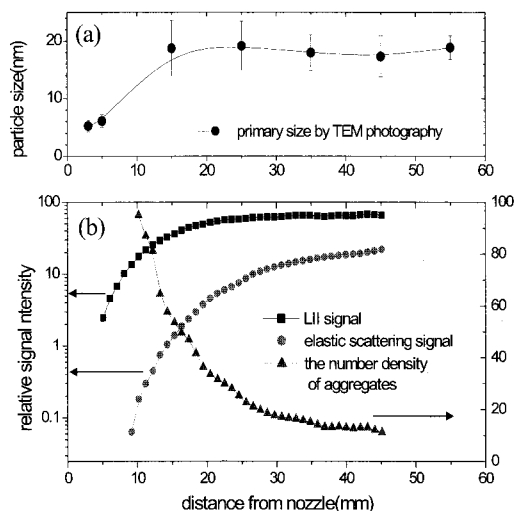 (a)
particle size(nm)
20
10
0
primary size by TEM photography
0 10 20 30 40 50 60
(b)
relative signal ntensity
100
10
1
0.1
LII signal
elastic scattering signal
the number density
of aggregates
100
80
60
40
20
0
0 10 20 30 40 50 60
distance from nozzle(mm)